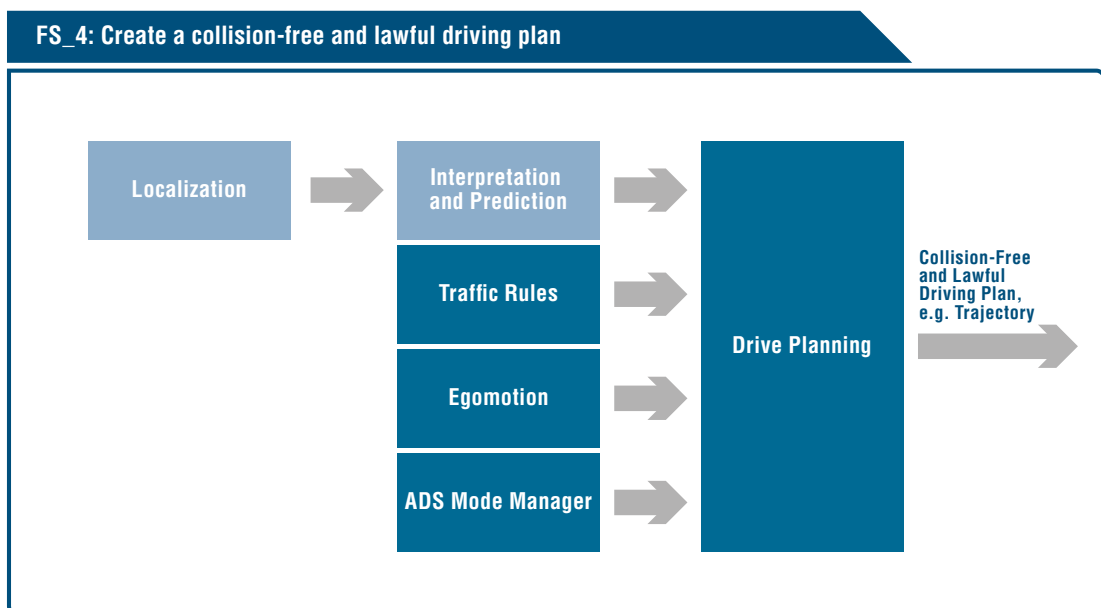 FS_4: Create a collision-free and lawful driving plan
Localization
Interpretation
and Prediction
Traffic Rules
Egomotion
ADS Mode Manager
Drive Planning
Collision-Free
and Lawful
Driving Plan,
e.g. Trajectory